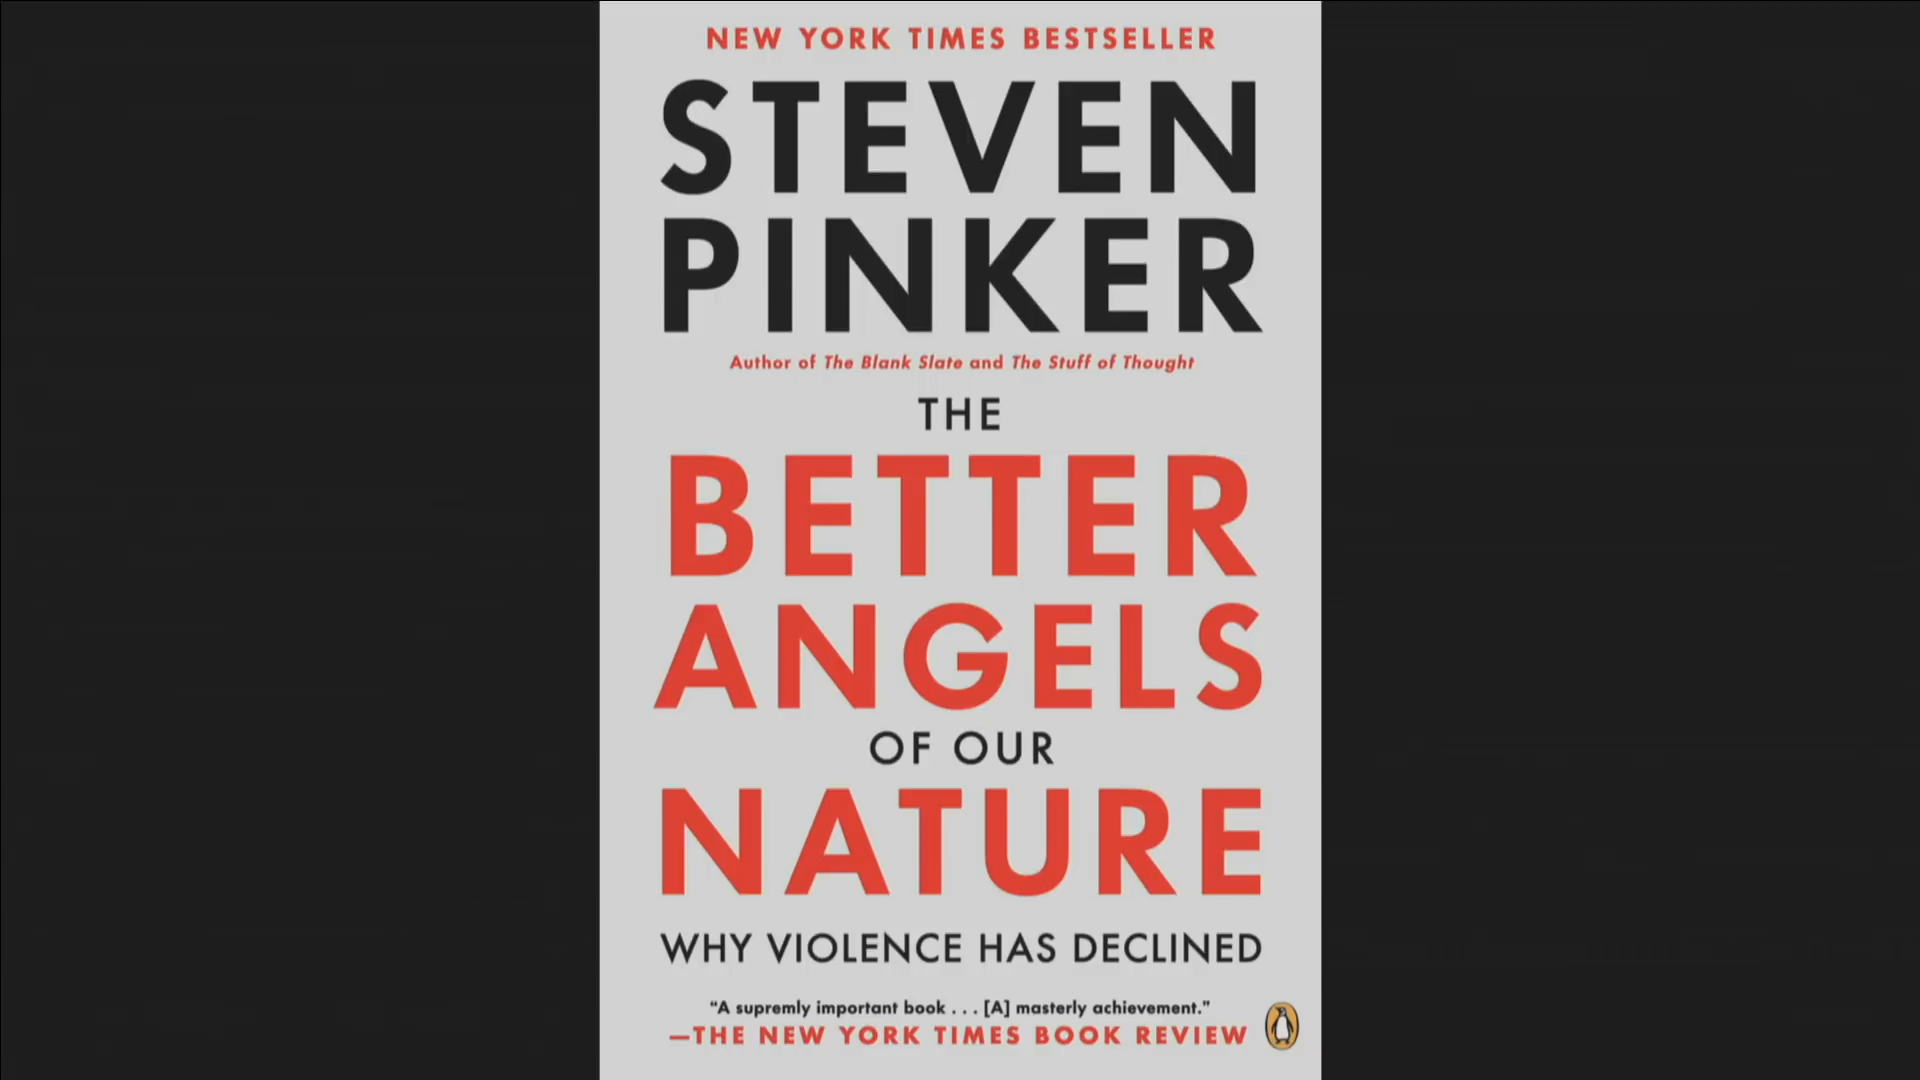 NEW YORK TIMES BESTSELLER
STEVEN
PINKER
Author of The Blank Slate and The Stuff of Thought
THE
BETTER
ANGELS
OF OUR
NATURE
WHY VIOLENCE HAS DECLINED
“A supremly important book . . . [A] masterly achievement.”
—THE NEW YORK TIMES BOOK REVIEW